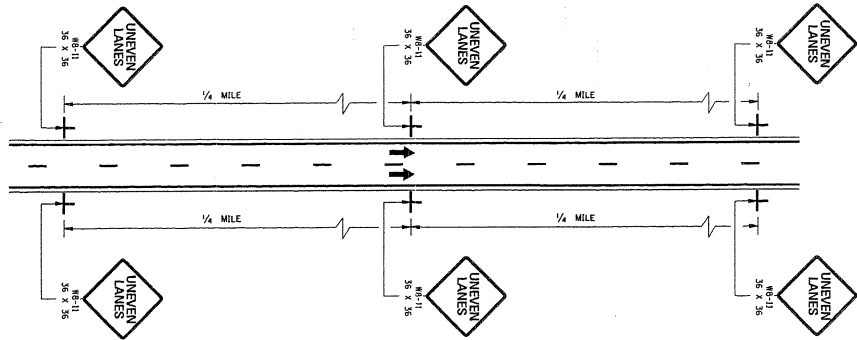 UNEVEN
LANES
W8-11
36 X 36
UNEVEN
LANES
W8-11
36 X 36
UNEVEN
LANES
W8-11
36 X 36
1/4 MILE
1/4 MILE
1/4 MILE
1/4 MILE
UNEVEN
LANES
W8-11
36 X 36
UNEVEN
LANES
W8-11
36 X 36
UNEVEN
LANES
W8-11
36 X 36